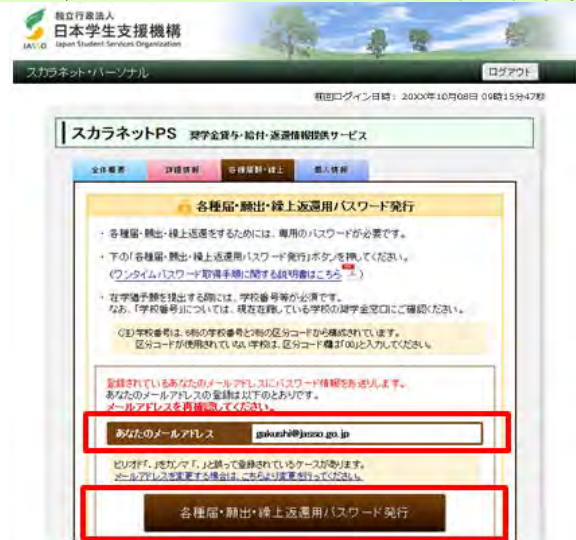 独立行政法人
日本学生支援機構
JASSO Japan Student Services Organization
スカラネット・パーソナル
ログアウト
前回ログイン日時： 20XX年10月08日 09時15分47秒
スカラネットPS 奨学金貸与・給付・返還情報提供サービス
全体概要 詳細情報 各種届願・繰上 個人情報
各種届・願出・繰上返還用パスワード発行
・ 各種届・願出・繰上返還をするためには、専用のパスワードが必要です。
・ 下の「各種届・願出・繰上返還用パスワード発行」ボタンを押してください。
（ワンタイムパスワード取得手順に関する説明書はこちら ）
・ 在学猶予願を提出する際には、学校番号等が必須です。
なお、「学校番号」については、現在在籍している学校の奨学金窓口にご確認ください。
（注）学校番号は、6桁の学校番号と2桁の区分コードから構成されています。
区分コードが使用されていない学校は、区分コード欄は「00」と入力してください。
登録されているあなたのメールアドレスにパスワード情報をお送りします。
あなたのメールアドレスの登録は以下のとおりです。
メールアドレスを再確認してください。
あなたのメールアドレス gakushi@jasso.go.jp
ピリオド「．」をカンマ「，」と誤って登録されているケースがあります。
メールアドレスを変更する場合は、こちらより変更を行ってください。
各種届・願出・繰上返還用パスワード発行